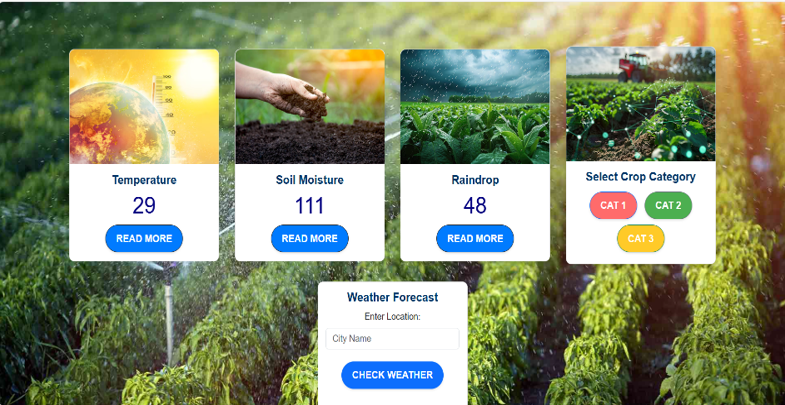 Temperature
29
READ MORE
Soil Moisture
111
READ MORE
Raindrop
48
READ MORE
Select Crop Category
CAT 1
CAT 2
CAT 3
Weather Forecast
Enter Location:
City Name
CHECK WEATHER